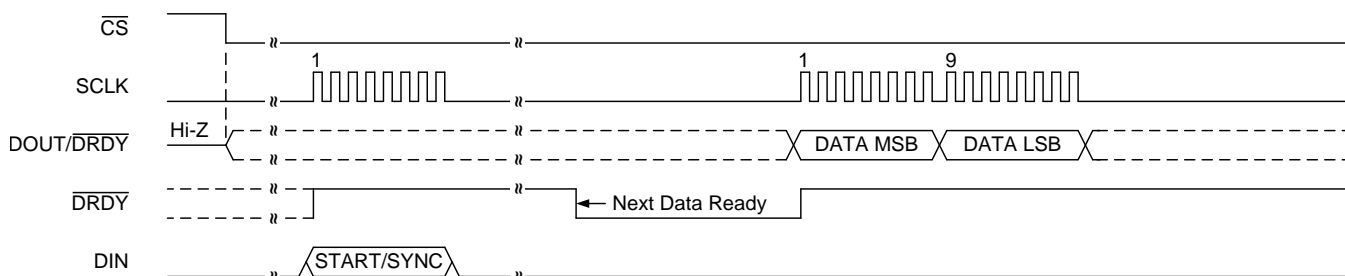 CS
1 1 9
SCLK
Hi-Z
DOUT/DRDY DATA MSB DATA LSB
DRDY Next Data Ready
DIN START/SYNC